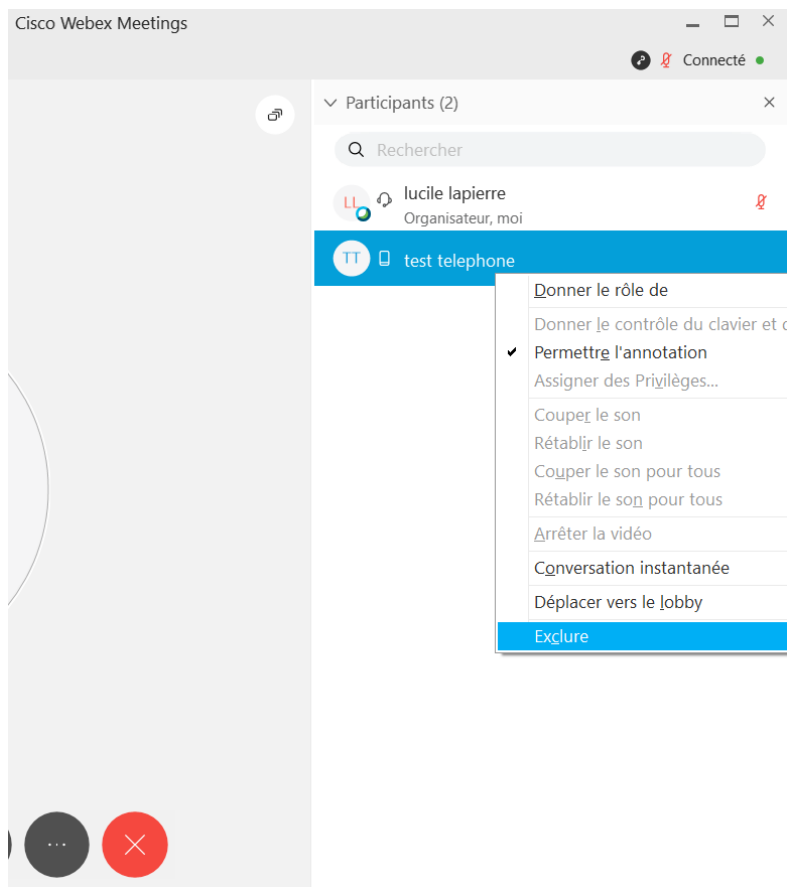 Cisco Webex Meetings
Connecté
Participants (2)
Rechercher
LL
lucile lapierre
Organisateur, moi
TT
test telephone
Donner le rôle de
Donner le contrôle du clavier et
Permettre l'annotation
Assigner des Privilèges...
Couper le son
Rétablir le son
Couper le son pour tous
Rétablir le son pour tous
Arrêter la vidéo
Conversation instantanée
Déplacer vers le lobby
Exclure